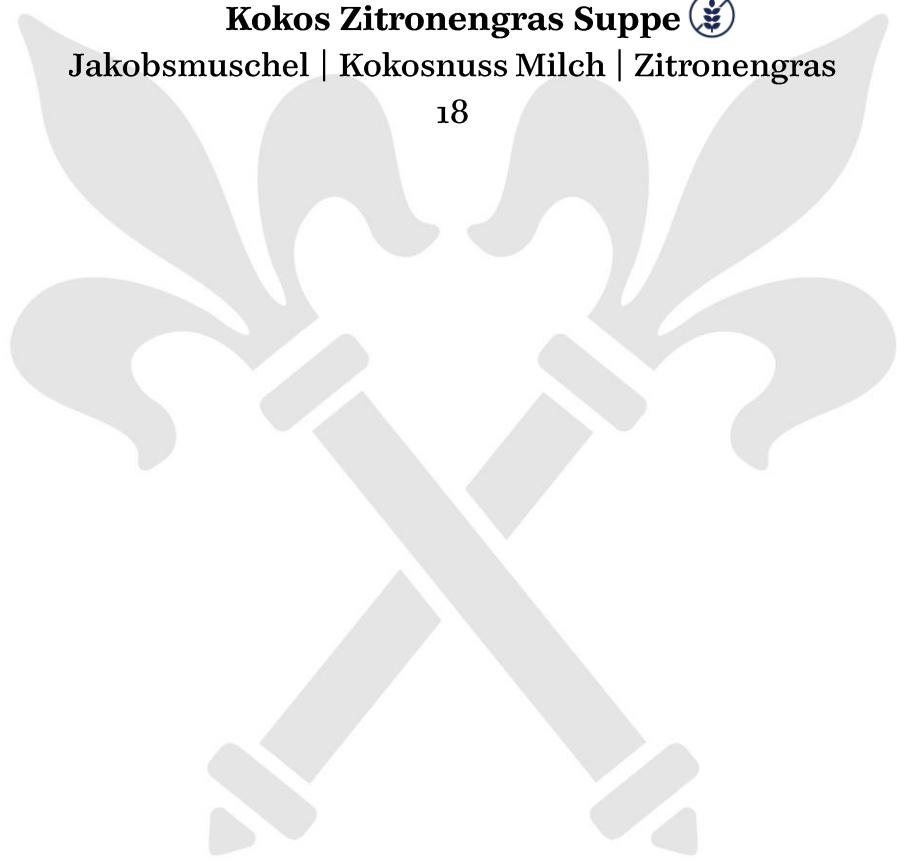 Kokos Zitronengras Suppe
Jakobsmuschel | Kokosnuss Milch | Zitronengras
18